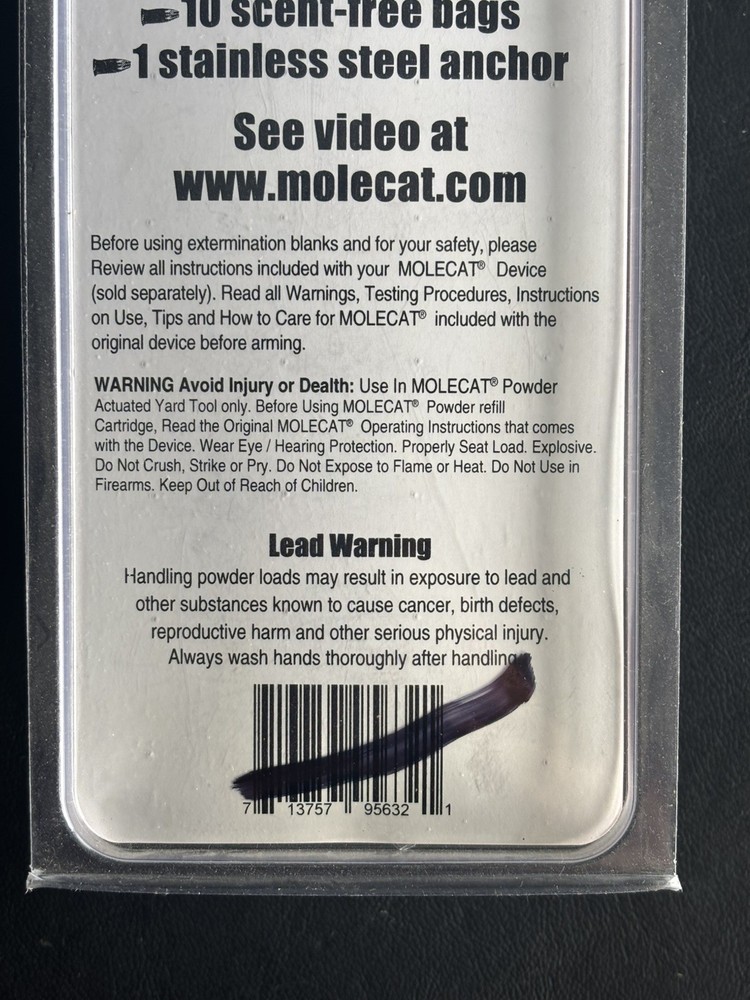 10 scent-free bags
1 stainless steel anchor
See video at
www.molecat.com
Before using extermination blanks and for your safety, please
Review all instructions included with your MOLECAT® Device
(sold separately). Read all Warnings, Testing Procedures, Instructions
on Use, Tips and How to Care for MOLECAT® included with the
original device before arming.
WARNING Avoid Injury or Dealth: Use In MOLECAT® Powder
Actuated Yard Tool only. Before Using MOLECAT® Powder refill
Cartridge, Read the Original MOLECAT® Operating Instructions that comes
with the Device. Wear Eye / Hearing Protection. Properly Seat Load. Explosive.
Do Not Crush, Strike or Pry. Do Not Expose to Flame or Heat. Do Not Use in
Firearms. Keep Out of Reach of Children.
Lead Warning
Handling powder loads may result in exposure to lead and
other substances known to cause cancer, birth defects,
reproductive harm and other serious physical injury.
Always wash hands thoroughly after handling.
7 13757 95632 1